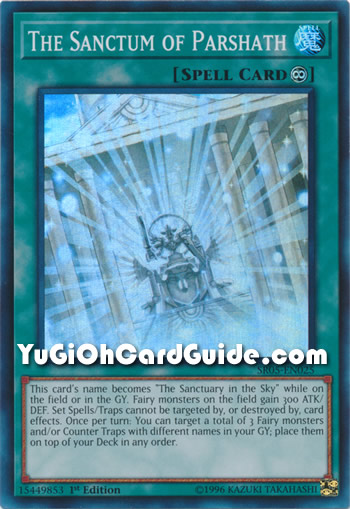 THE SANCTUM OF PARSHATH
SPELL
魔
[SPELL CARD]
YuGiOhCardGuide.com
SR05-EN025
This card's name becomes "The Sanctuary in the Sky" while on
the field or in the GY. Fairy monsters on the field gain 300 ATK/
DEF. Set Spells/Traps cannot be targeted by, or destroyed by, card
effects. Once per turn: You can target a total of 3 Fairy monsters
and/or Counter Traps with different names in your GY; place them
on top of your Deck in any order.
15449853 1st Edition ©1996 KAZUKI TAKAHASHI